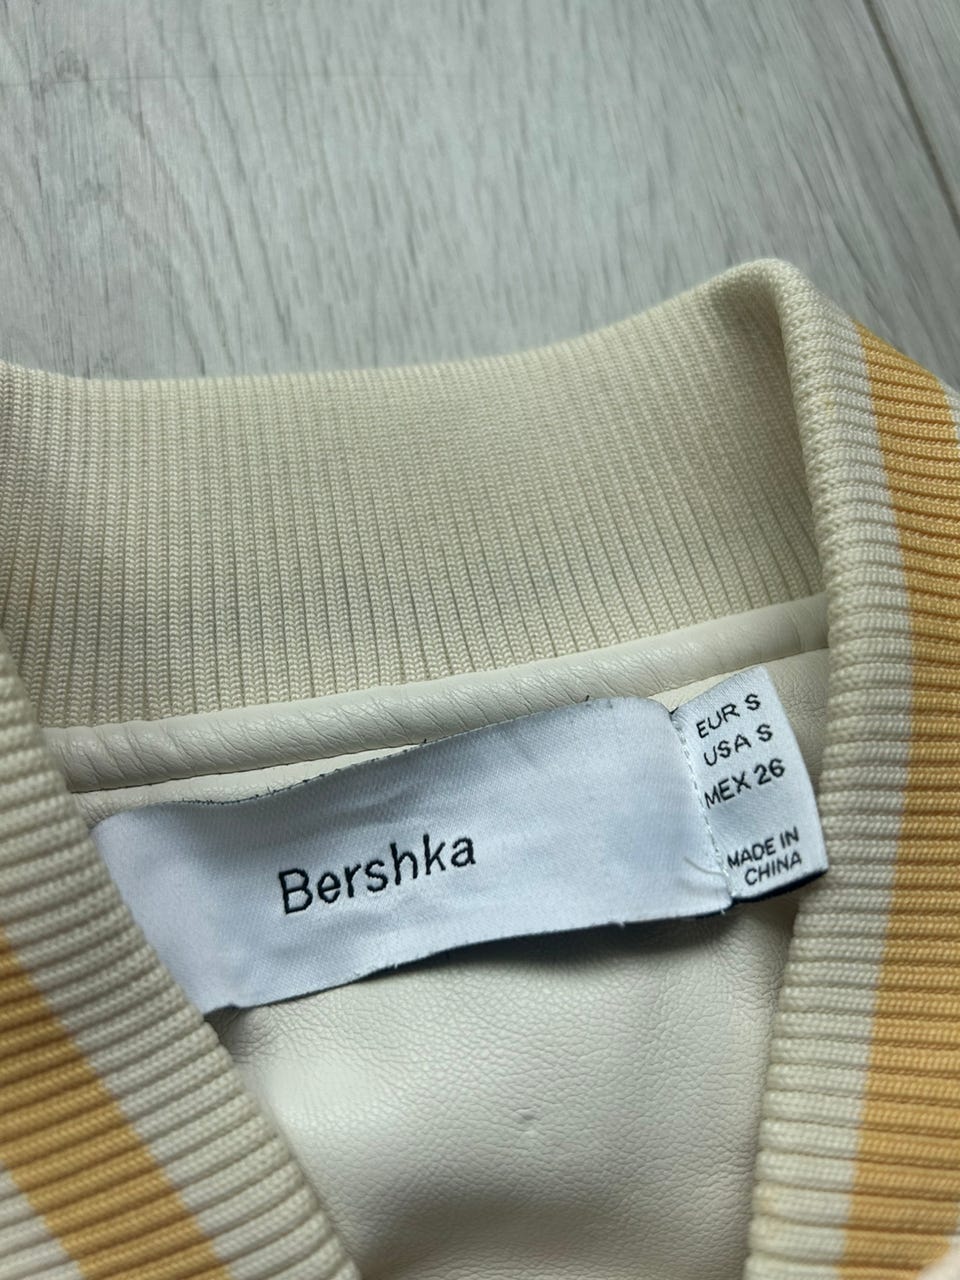 Bershka
EUR S
USA S
MEX 26
MADE IN
CHINA